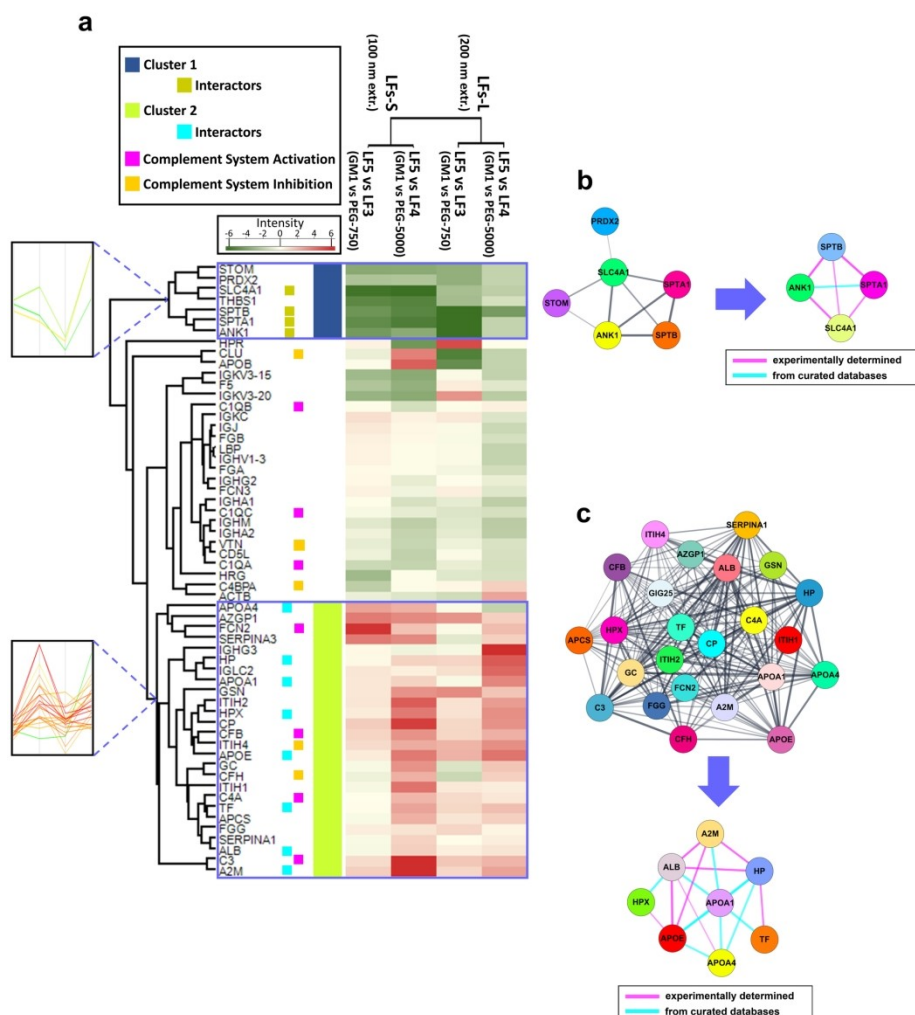 a
Cluster 1
Interactors
Cluster 2
Interactors
Complement System Activation
Complement System Inhibition
LFs-S
(100 nm extr.)
LFs-L
(200 nm extr.)
LF5 vs LF3
(GM1 vs PEG-750)
LF5 vs LF4
(GM1 vs PEG-5000)
LF5 vs LF3
(GM1 vs PEG-750)
LF5 vs LF4
(GM1 vs PEG-5000)
Intensity
-6 -4 -2 0 2 4 6
STOM
PRDX2
SLC4A1
THBS1
SPTB
SPTA1
ANK1
HPR
CLU
APOB
IGKV3-15
F5
IGKV3-20
C1QB
IGKC
IGJ
FGB
LBP
IGHV1-3
FGA
IGHG2
FCN3
IGHA1
C1QC
IGHM
IGHA2
VTN
CD5L
C1QA
HRG
C4BPA
ACTB
APOA4
AZGP1
FCN2
SERPINA3
IGHG3
HP
IGLC2
APOA1
GSN
ITIH2
HPX
CP
CFB
ITIH4
APOE
GC
CFH
ITIH1
C4A
TF
APCS
FGG
SERPINA1
ALB
C3
A2M
b
PRDX2
SLC4A1
SPTA1
STOM
ANK1
SPTB
SPTB
ANK1
SPTA1
SLC4A1
experimentally determined
from curated databases
c
SERPINA1
ITIH4
AZGP1
CFB
ALB
GSN
GIG25
HP
TF
C4A
HPX
CP
ITIH1
APCS
ITIH2
GC
APOA1
APOA4
FCN2
C3
FGG
A2M
CFH
APOE
A2M
ALB
HP
HPX
APOA1
APOE
TF
APOA4
experimentally determined
from curated databases